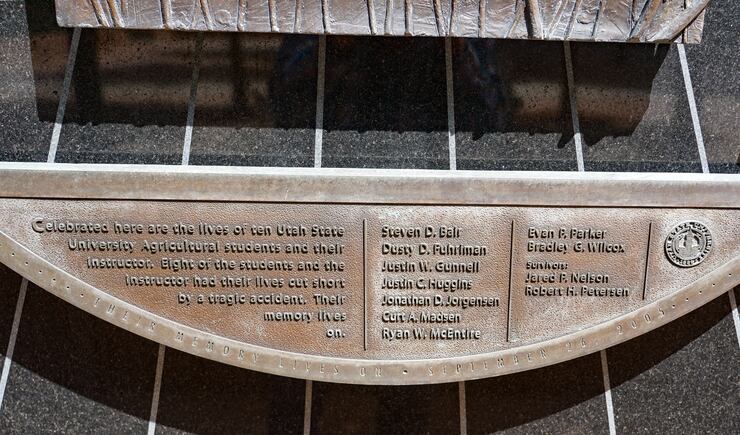 Celebrated here are the lives of ten Utah State
University Agricultural students and their
instructor. Eight of the students and the
instructor had their lives cut short
by a tragic accident. Their
memory lives
on.
Steven D. Bair
Dusty D. Fuhriman
Justin W. Gunnell
Justin C. Huggins
Jonathan D. Jorgensen
Curt A. Madsen
Ryan W. McEntire
Evan P. Parker
Bradley G. Wilcox
Survivors:
Jared P. Nelson
Robert H. Petersen
THEIR MEMORY LIVES ON - SEPTEMBER 26 2005